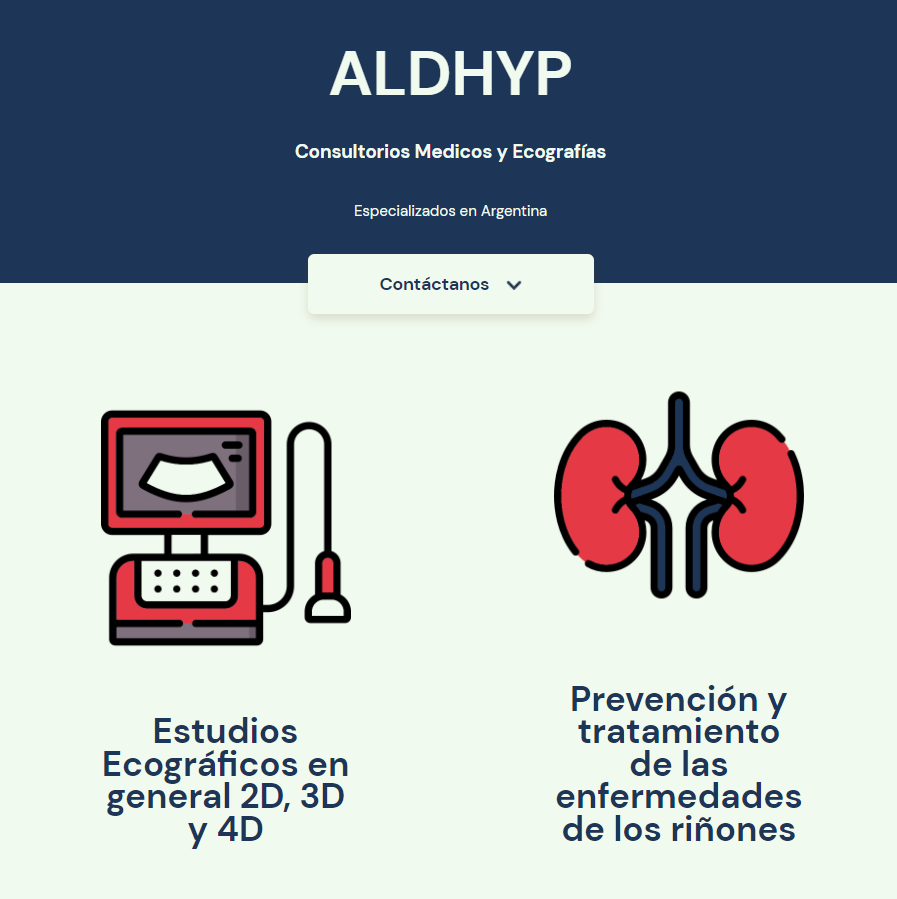 ALDHYP
Consultorios Medicos y Ecografías
Especializados en Argentina
Contáctanos
Estudios
Ecográficos en
general 2D, 3D
y 4D
Prevención y
tratamiento
de las
enfermedades
de los riñones